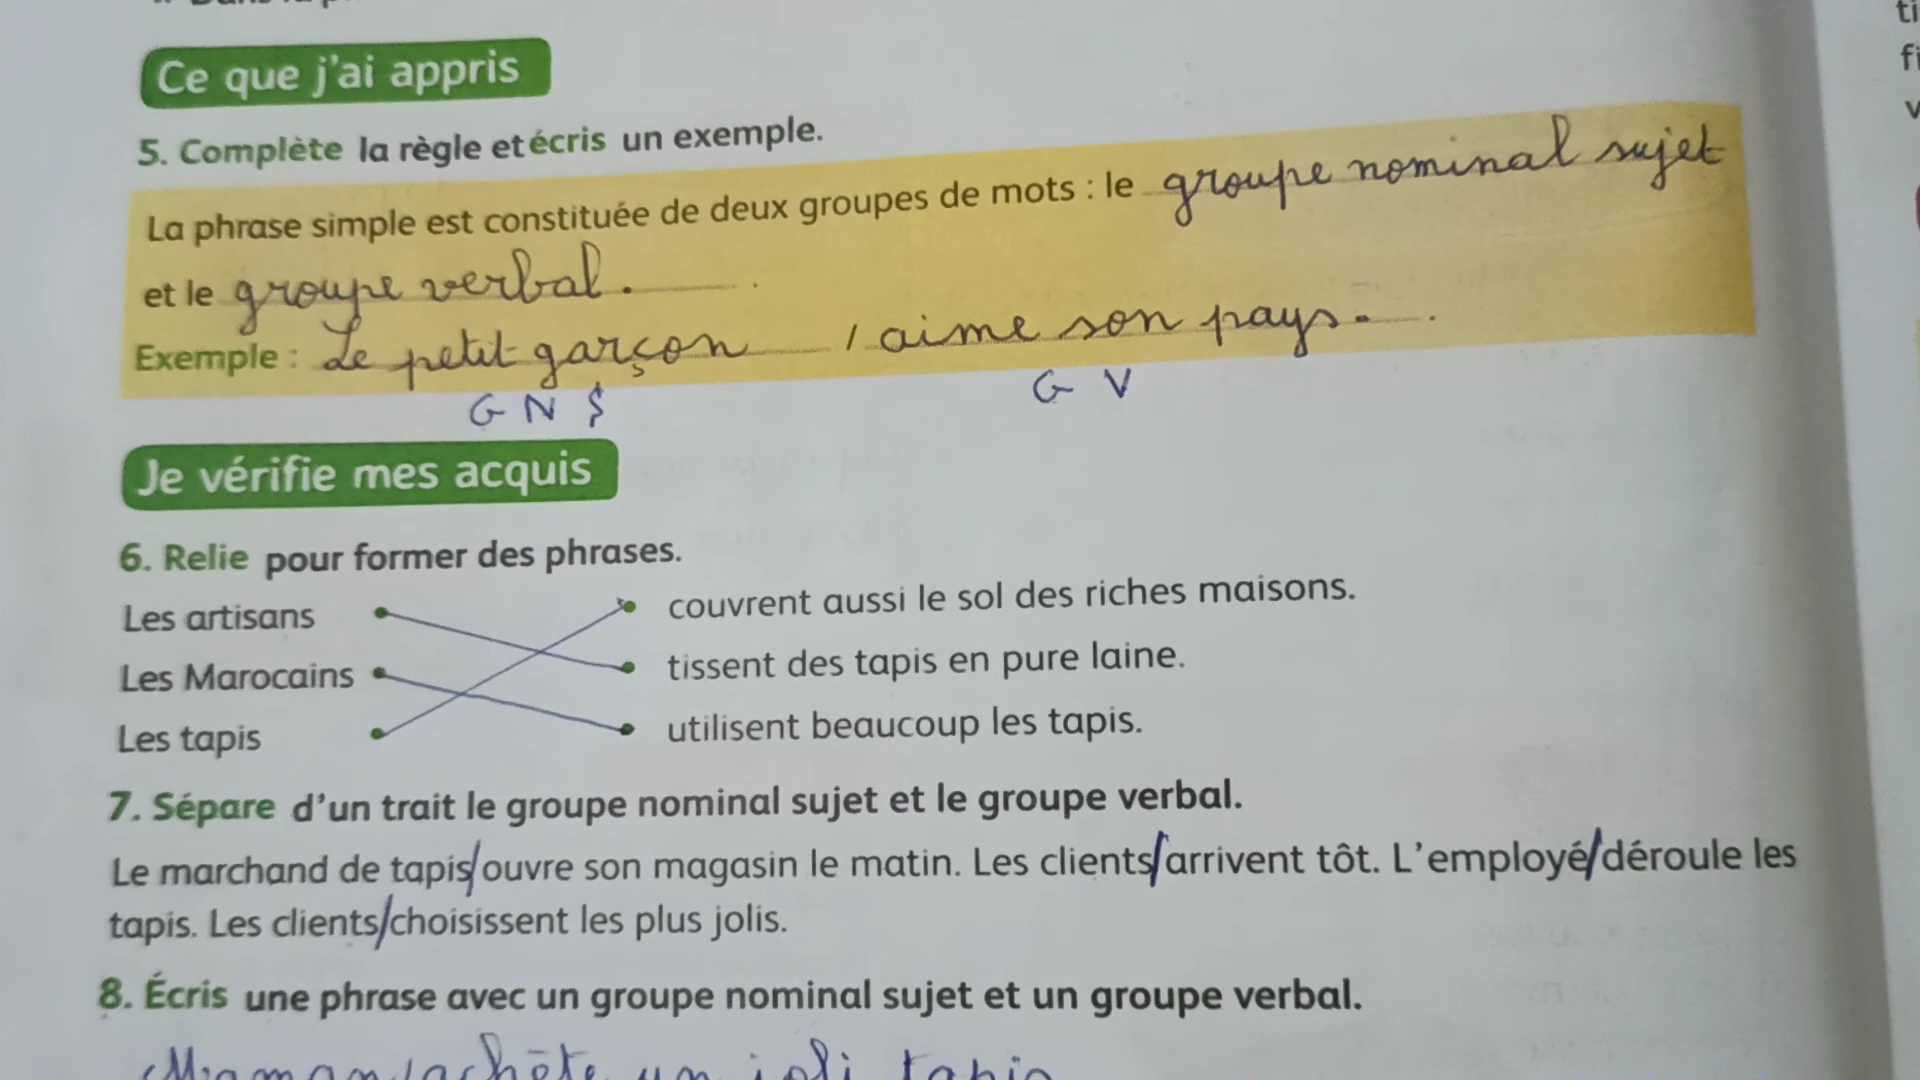 Ce que j'ai appris
5. Complète la règle et écris un exemple.
La phrase simple est constituée de deux groupes de mots : le groupe nominal sujet
et le groupe verbal.
Exemple : Le petit garçon / aime son pays.
G N S G V
Je vérifie mes acquis
6. Relie pour former des phrases.
Les artisans couvrent aussi le sol des riches maisons.
Les Marocains tissent des tapis en pure laine.
Les tapis utilisent beaucoup les tapis.
7. Sépare d'un trait le groupe nominal sujet et le groupe verbal.
Le marchand de tapis/ouvre son magasin le matin. Les clients/arrivent tôt. L'employé/déroule les
tapis. Les clients/choisissent les plus jolis.
8. Écris une phrase avec un groupe nominal sujet et un groupe verbal.
Maman/achète un joli tapis